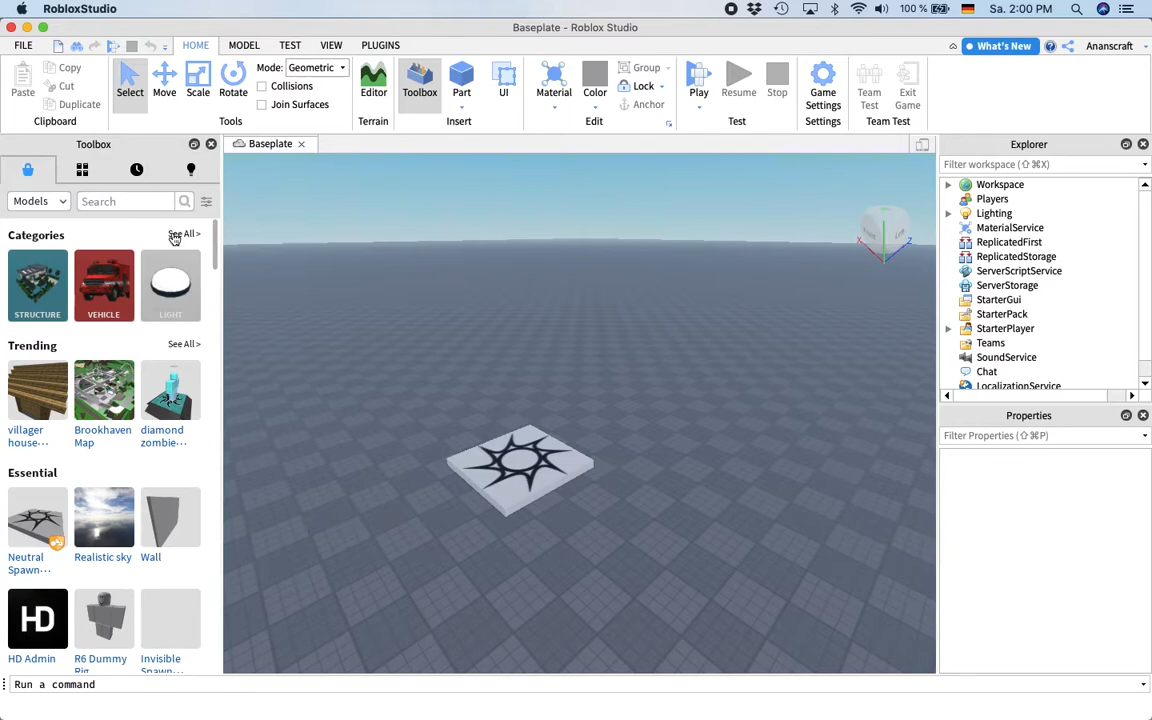 RobloxStudio 100 % Sa. 2:00 PM
Baseplate - Roblox Studio
FILE HOME MODEL TEST VIEW PLUGINS What's New Ananscraft
Paste Copy Cut Duplicate Select Move Scale Rotate Mode: Geometric Collisions Join Surfaces Editor Toolbox Part UI Material Color Group Lock Anchor Play Resume Stop Game Settings Team Test Exit Game
Clipboard Tools Terrain Insert Edit Test Settings Team Test
Toolbox Baseplate Explorer
Filter workspace (⇧⌘X)
Models Search
Categories See All >
STRUCTURE VEHICLE LIGHT
Trending See All >
villager house... Brookhaven Map diamond zombie...
Essential
Neutral Spawn... Realistic sky Wall
HD
HD Admin R6 Dummy Rig Invisible Spawn...
Workspace
Players
Lighting
MaterialService
ReplicatedFirst
ReplicatedStorage
ServerScriptService
ServerStorage
StarterGui
StarterPack
StarterPlayer
Teams
SoundService
Chat
LocalizationService
Properties
Filter Properties (⇧⌘P)
X Z
Run a command